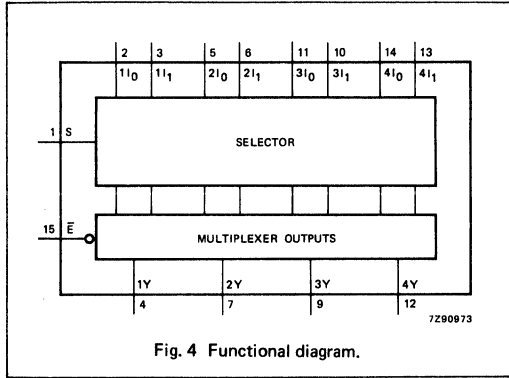 2 3 5 6 11 10 14 13
1I₀ 1I₁ 2I₀ 2I₁ 3I₀ 3I₁ 4I₀ 4I₁
1 S
SELECTOR
15 E̅
MULTIPLEXER OUTPUTS
1Y 2Y 3Y 4Y
4 7 9 12
7Z90973
Fig. 4 Functional diagram.